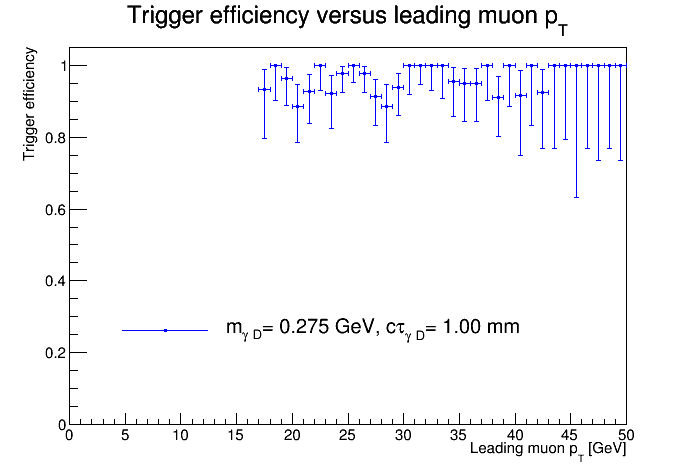 Trigger efficiency versus leading muon p_T
Trigger efficiency
1
0.8
0.6
0.4
0.2
0
m_γ D= 0.275 GeV, cτ_γ D= 1.00 mm
0 5 10 15 20 25 30 35 40 45 50
Leading muon p_T [GeV]